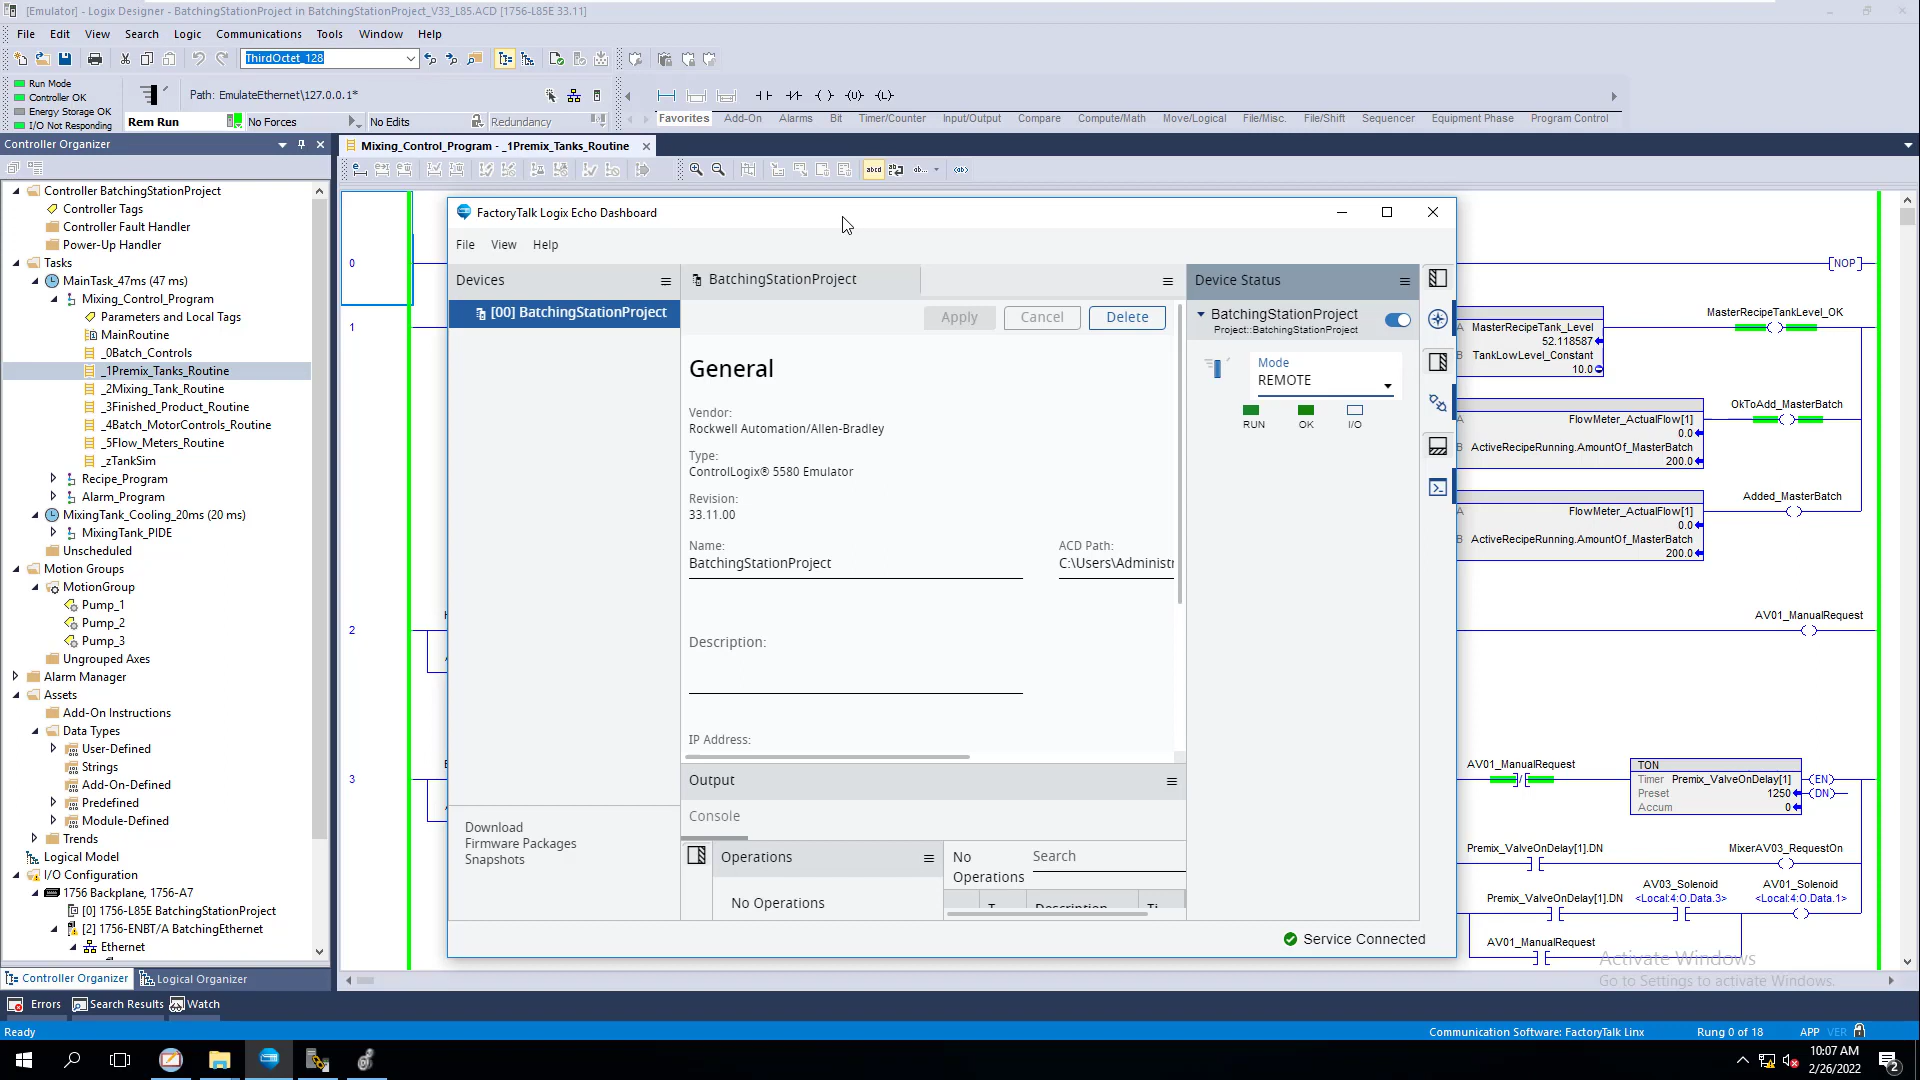 [Emulator] - Logix Designer - BatchingStationProject in BatchingStationProject_V33_L85.ACD [1756-L85E 33.11]
File Edit View Search Logic Communications Tools Window Help
ThirdOctet_128
Run Mode
Controller OK
Energy Storage OK
I/O Not Responding
Path: EmulateEthernet\127.0.0.1*
Rem Run No Forces No Edits Redundancy
Favorites Add-On Alarms Bit Timer/Counter Input/Output Compare Compute/Math Move/Logical File/Misc. File/Shift Sequencer Equipment Phase Program Control
Controller Organizer
Mixing_Control_Program - _1Premix_Tanks_Routine
Controller BatchingStationProject
Controller Tags
Controller Fault Handler
Power-Up Handler
Tasks
MainTask_47ms (47 ms)
Mixing_Control_Program
Parameters and Local Tags
MainRoutine
_0Batch_Controls
_1Premix_Tanks_Routine
_2Mixing_Tank_Routine
_3Finished_Product_Routine
_4Batch_MotorControls_Routine
_5Flow_Meters_Routine
_zTankSim
Recipe_Program
Alarm_Program
MixingTank_Cooling_20ms (20 ms)
MixingTank_PIDE
Unscheduled
Motion Groups
MotionGroup
Pump_1
Pump_2
Pump_3
Ungrouped Axes
Alarm Manager
Assets
Add-On Instructions
Data Types
User-Defined
Strings
Add-On-Defined
Predefined
Module-Defined
Trends
Logical Model
I/O Configuration
1756 Backplane, 1756-A7
[0] 1756-L85E BatchingStationProject
[2] 1756-ENBT/A BatchingEthernet
Ethernet
Controller Organizer Logical Organizer
Errors Search Results Watch
Ready
0
1
2
3
FactoryTalk Logix Echo Dashboard
File View Help
Devices
[00] BatchingStationProject
Download
Firmware Packages
Snapshots
BatchingStationProject
Apply Cancel Delete
General
Vendor:
Rockwell Automation/Allen-Bradley
Type:
ControlLogix® 5580 Emulator
Revision:
33.11.00
Name:
BatchingStationProject
ACD Path:
C:\Users\Administr
Description:
IP Address:
Output
Console
Operations
No Operations
No Operations
Search
Description
Device Status
BatchingStationProject
Project::BatchingStationProject
Mode
REMOTE
RUN OK I/O
Service Connected
NOP
MasterRecipeTank_Level
52.118587
TankLowLevel_Constant
10.0
MasterRecipeTankLevel_OK
FlowMeter_ActualFlow[1]
0.0
ActiveRecipeRunning.AmountOf_MasterBatch
200.0
OkToAdd_MasterBatch
FlowMeter_ActualFlow[1]
0.0
ActiveRecipeRunning.AmountOf_MasterBatch
200.0
Added_MasterBatch
AV01_ManualRequest
AV01_ManualRequest
TON
Timer Premix_ValveOnDelay[1]
Preset 1250
Accum 0
EN
DN
Premix_ValveOnDelay[1].DN
MixerAV03_RequestOn
Premix_ValveOnDelay[1].DN
AV03_Solenoid
<Local:4:O.Data.3>
AV01_Solenoid
<Local:4:O.Data.1>
AV01_ManualRequest
Activate Windows
Go to Settings to activate Windows.
Communication Software: FactoryTalk Linx Rung 0 of 18 APP VER
10:07 AM
2/26/2022
2